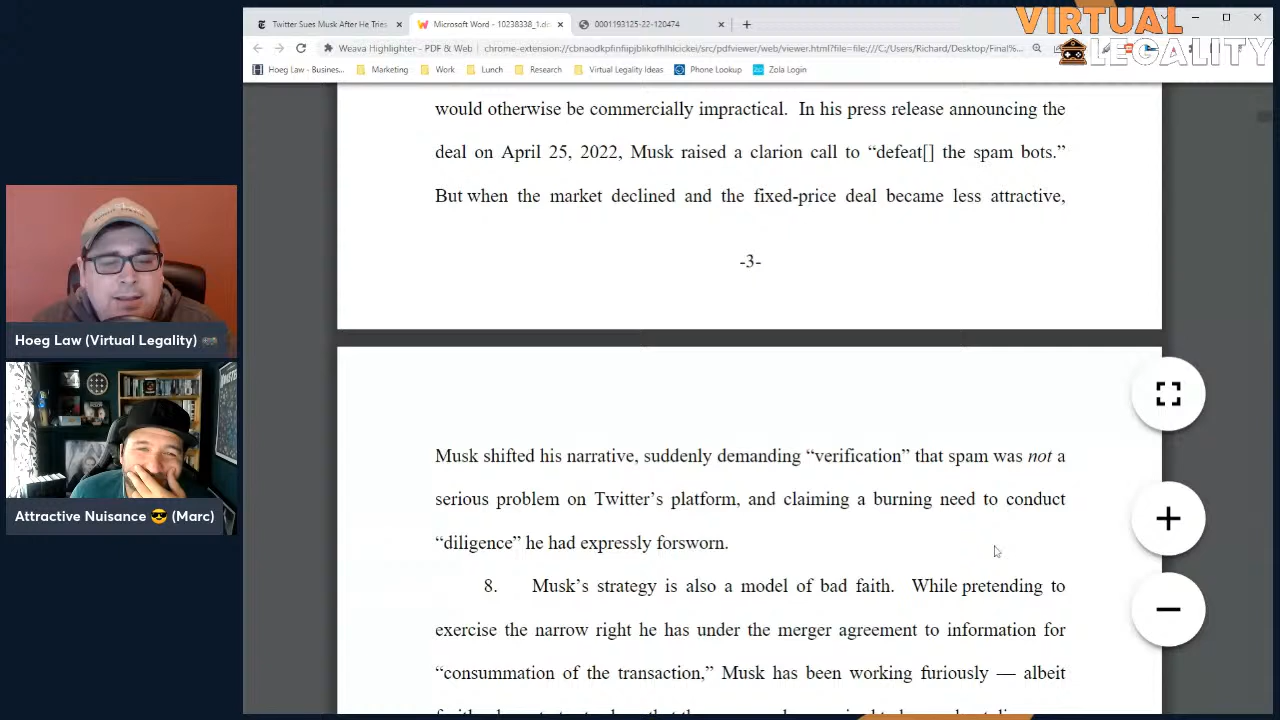 Twitter Sues Musk After He Tries
Microsoft Word - 10238338_1.do
0001193125-22-120474
VIRTUAL
LEGALITY
Weava Highlighter - PDF & Web
Hoeg Law - Busines...
Marketing
Work
Lunch
Research
Virtual Legality Ideas
Phone Lookup
Zola Login
would otherwise be commercially impractical. In his press release announcing the
deal on April 25, 2022, Musk raised a clarion call to “defeat[] the spam bots.”
But when the market declined and the fixed-price deal became less attractive,
-3-
Musk shifted his narrative, suddenly demanding “verification” that spam was not a
serious problem on Twitter’s platform, and claiming a burning need to conduct
“diligence” he had expressly forsworn.
8. Musk’s strategy is also a model of bad faith. While pretending to
exercise the narrow right he has under the merger agreement to information for
“consummation of the transaction,” Musk has been working furiously — albeit
Hoeg Law (Virtual Legality)
Attractive Nuisance 😎 (Marc)